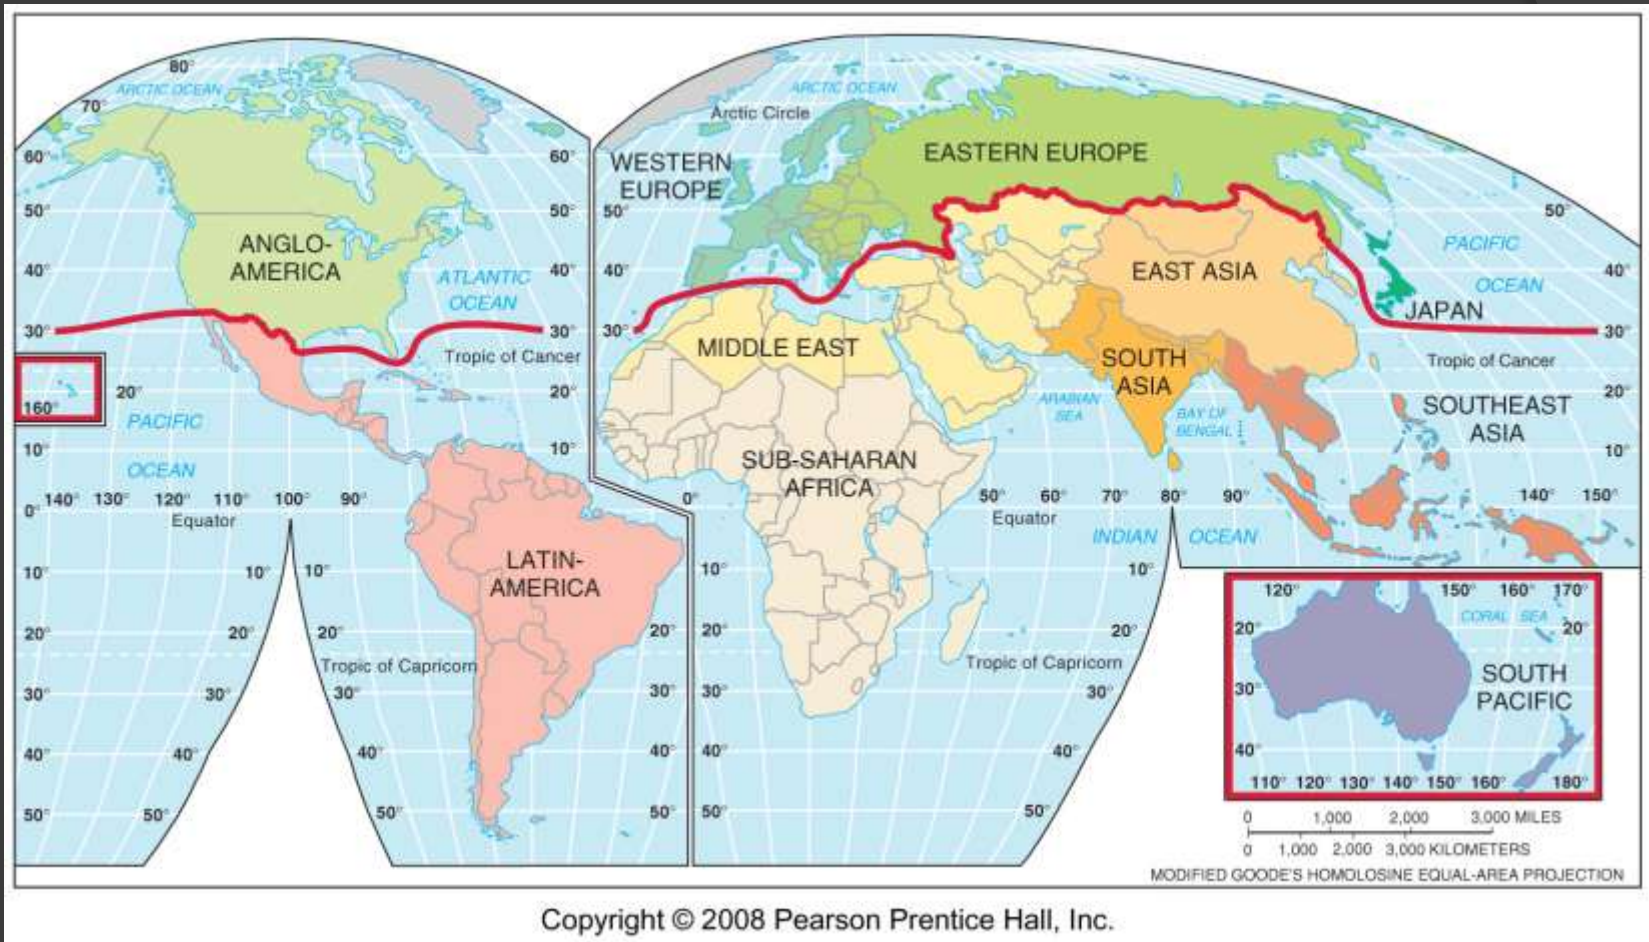 80°
ARCTIC OCEAN
70°
60°
60°
50°
50°
ANGLO-
AMERICA
ATLANTIC
OCEAN
40°
40°
30°
30°
Tropic of Cancer
160°
20°
20°
PACIFIC
OCEAN
10°
10°
140° 130° 120° 110° 100° 90°
0°
Equator
LATIN-
AMERICA
10°
10° 10°
20°
20° 20°
20°
Tropic of Capricorn
30°
30° 30°
30°
40°
40° 40°
40°
50°
50° 50°
50°
ARCTIC OCEAN
Arctic Circle
WESTERN
EUROPE
EASTERN EUROPE
50°
50°
40°
40°
30°
30°
PACIFIC
OCEAN
EAST ASIA
JAPAN
MIDDLE EAST
SOUTH
ASIA
Tropic of Cancer
20°
ARABIAN
SEA
BAY OF
BENGAL
SOUTHEAST
ASIA
10°
SUB-SAHARAN
AFRICA
0°
50° 60° 70° 80° 90°
140° 150°
Equator
INDIAN OCEAN
10°
10°
20°
20°
Tropic of Capricorn
30°
30°
40°
40°
50°
50°
120° 150° 160° 170°
CORAL SEA
20° 20°
SOUTH
PACIFIC
30°
40°
110° 120° 130° 140° 150° 160° 180°
0 1,000 2,000 3,000 MILES
0 1,000 2,000 3,000 KILOMETERS
MODIFIED GOODE'S HOMOLOSINE EQUAL-AREA PROJECTION
Copyright © 2008 Pearson Prentice Hall, Inc.